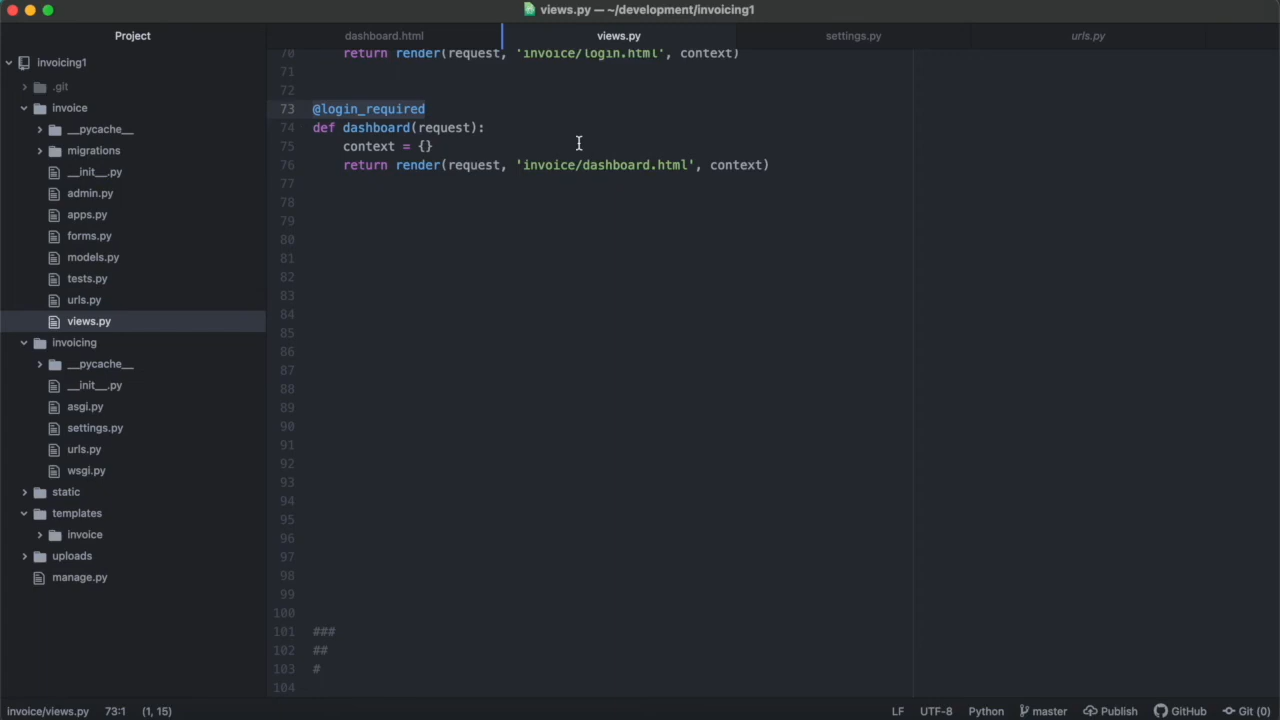 views.py — ~/development/invoicing1
Project
dashboard.html
views.py
settings.py
urls.py
invoicing1
.git
invoice
__pycache__
migrations
__init__.py
admin.py
apps.py
forms.py
models.py
tests.py
urls.py
views.py
invoicing
__pycache__
__init__.py
asgi.py
settings.py
urls.py
wsgi.py
static
templates
invoice
uploads
manage.py
70 return render(request, 'invoice/login.html', context)
71
72
73 @login_required
74 def dashboard(request):
75 context = {}
76 return render(request, 'invoice/dashboard.html', context)
77
78
79
80
81
82
83
84
85
86
87
88
89
90
91
92
93
94
95
96
97
98
99
100
101 ###
102 ##
103 #
104
invoice/views.py 73:1 (1, 15) LF UTF-8 Python master Publish GitHub Git (0)